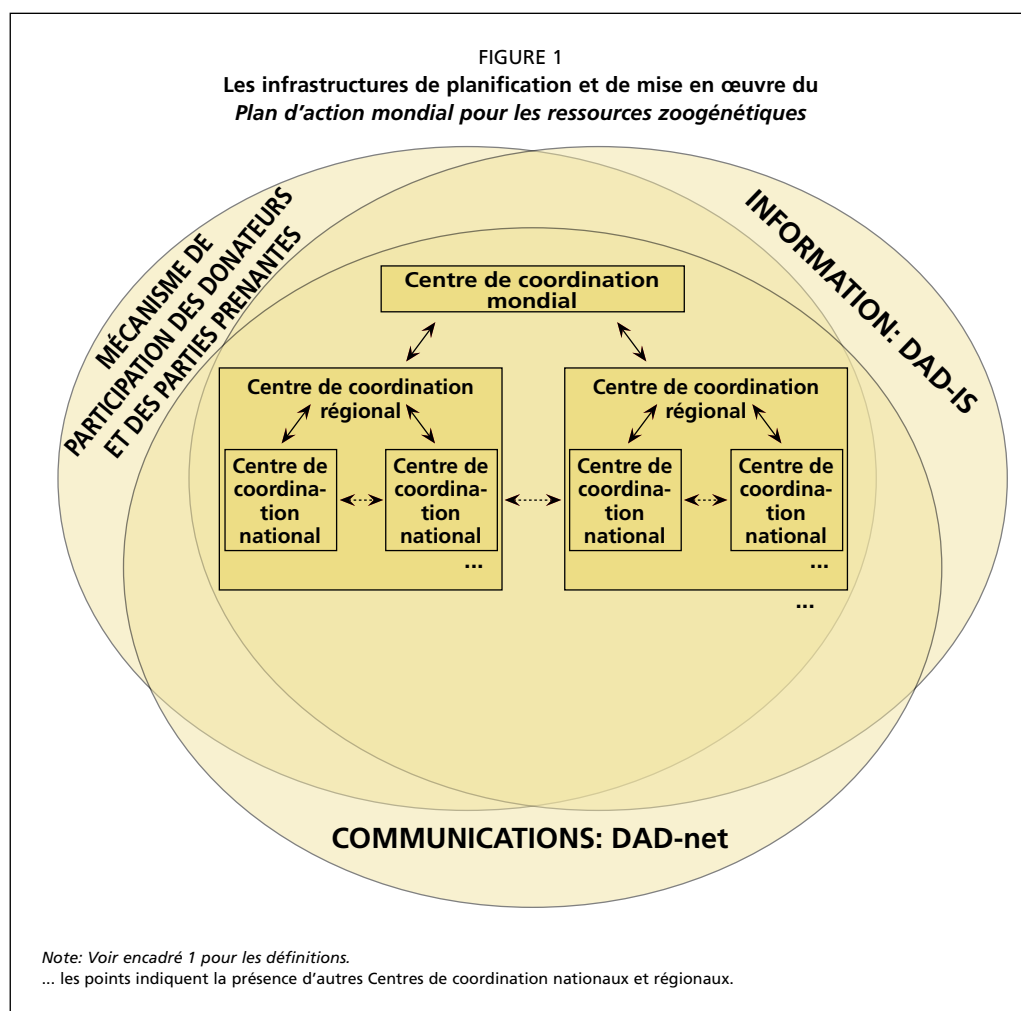 FIGURE 1
Les infrastructures de planification et de mise en œuvre du
Plan d'action mondial pour les ressources zoogénétiques
MÉCANISME DE
PARTICIPATION DES DONATEURS
ET DES PARTIES PRENANTES
INFORMATION: DAD-IS
Centre de coordination
mondial
Centre de coordination
régional
Centre de
coordina-
tion
national
Centre de
coordina-
tion
national
...
Centre de coordination
régional
Centre de
coordina-
tion
national
Centre de
coordina-
tion
national
...
...
COMMUNICATIONS: DAD-net
Note: Voir encadré 1 pour les définitions.
... les points indiquent la présence d'autres Centres de coordination nationaux et régionaux.